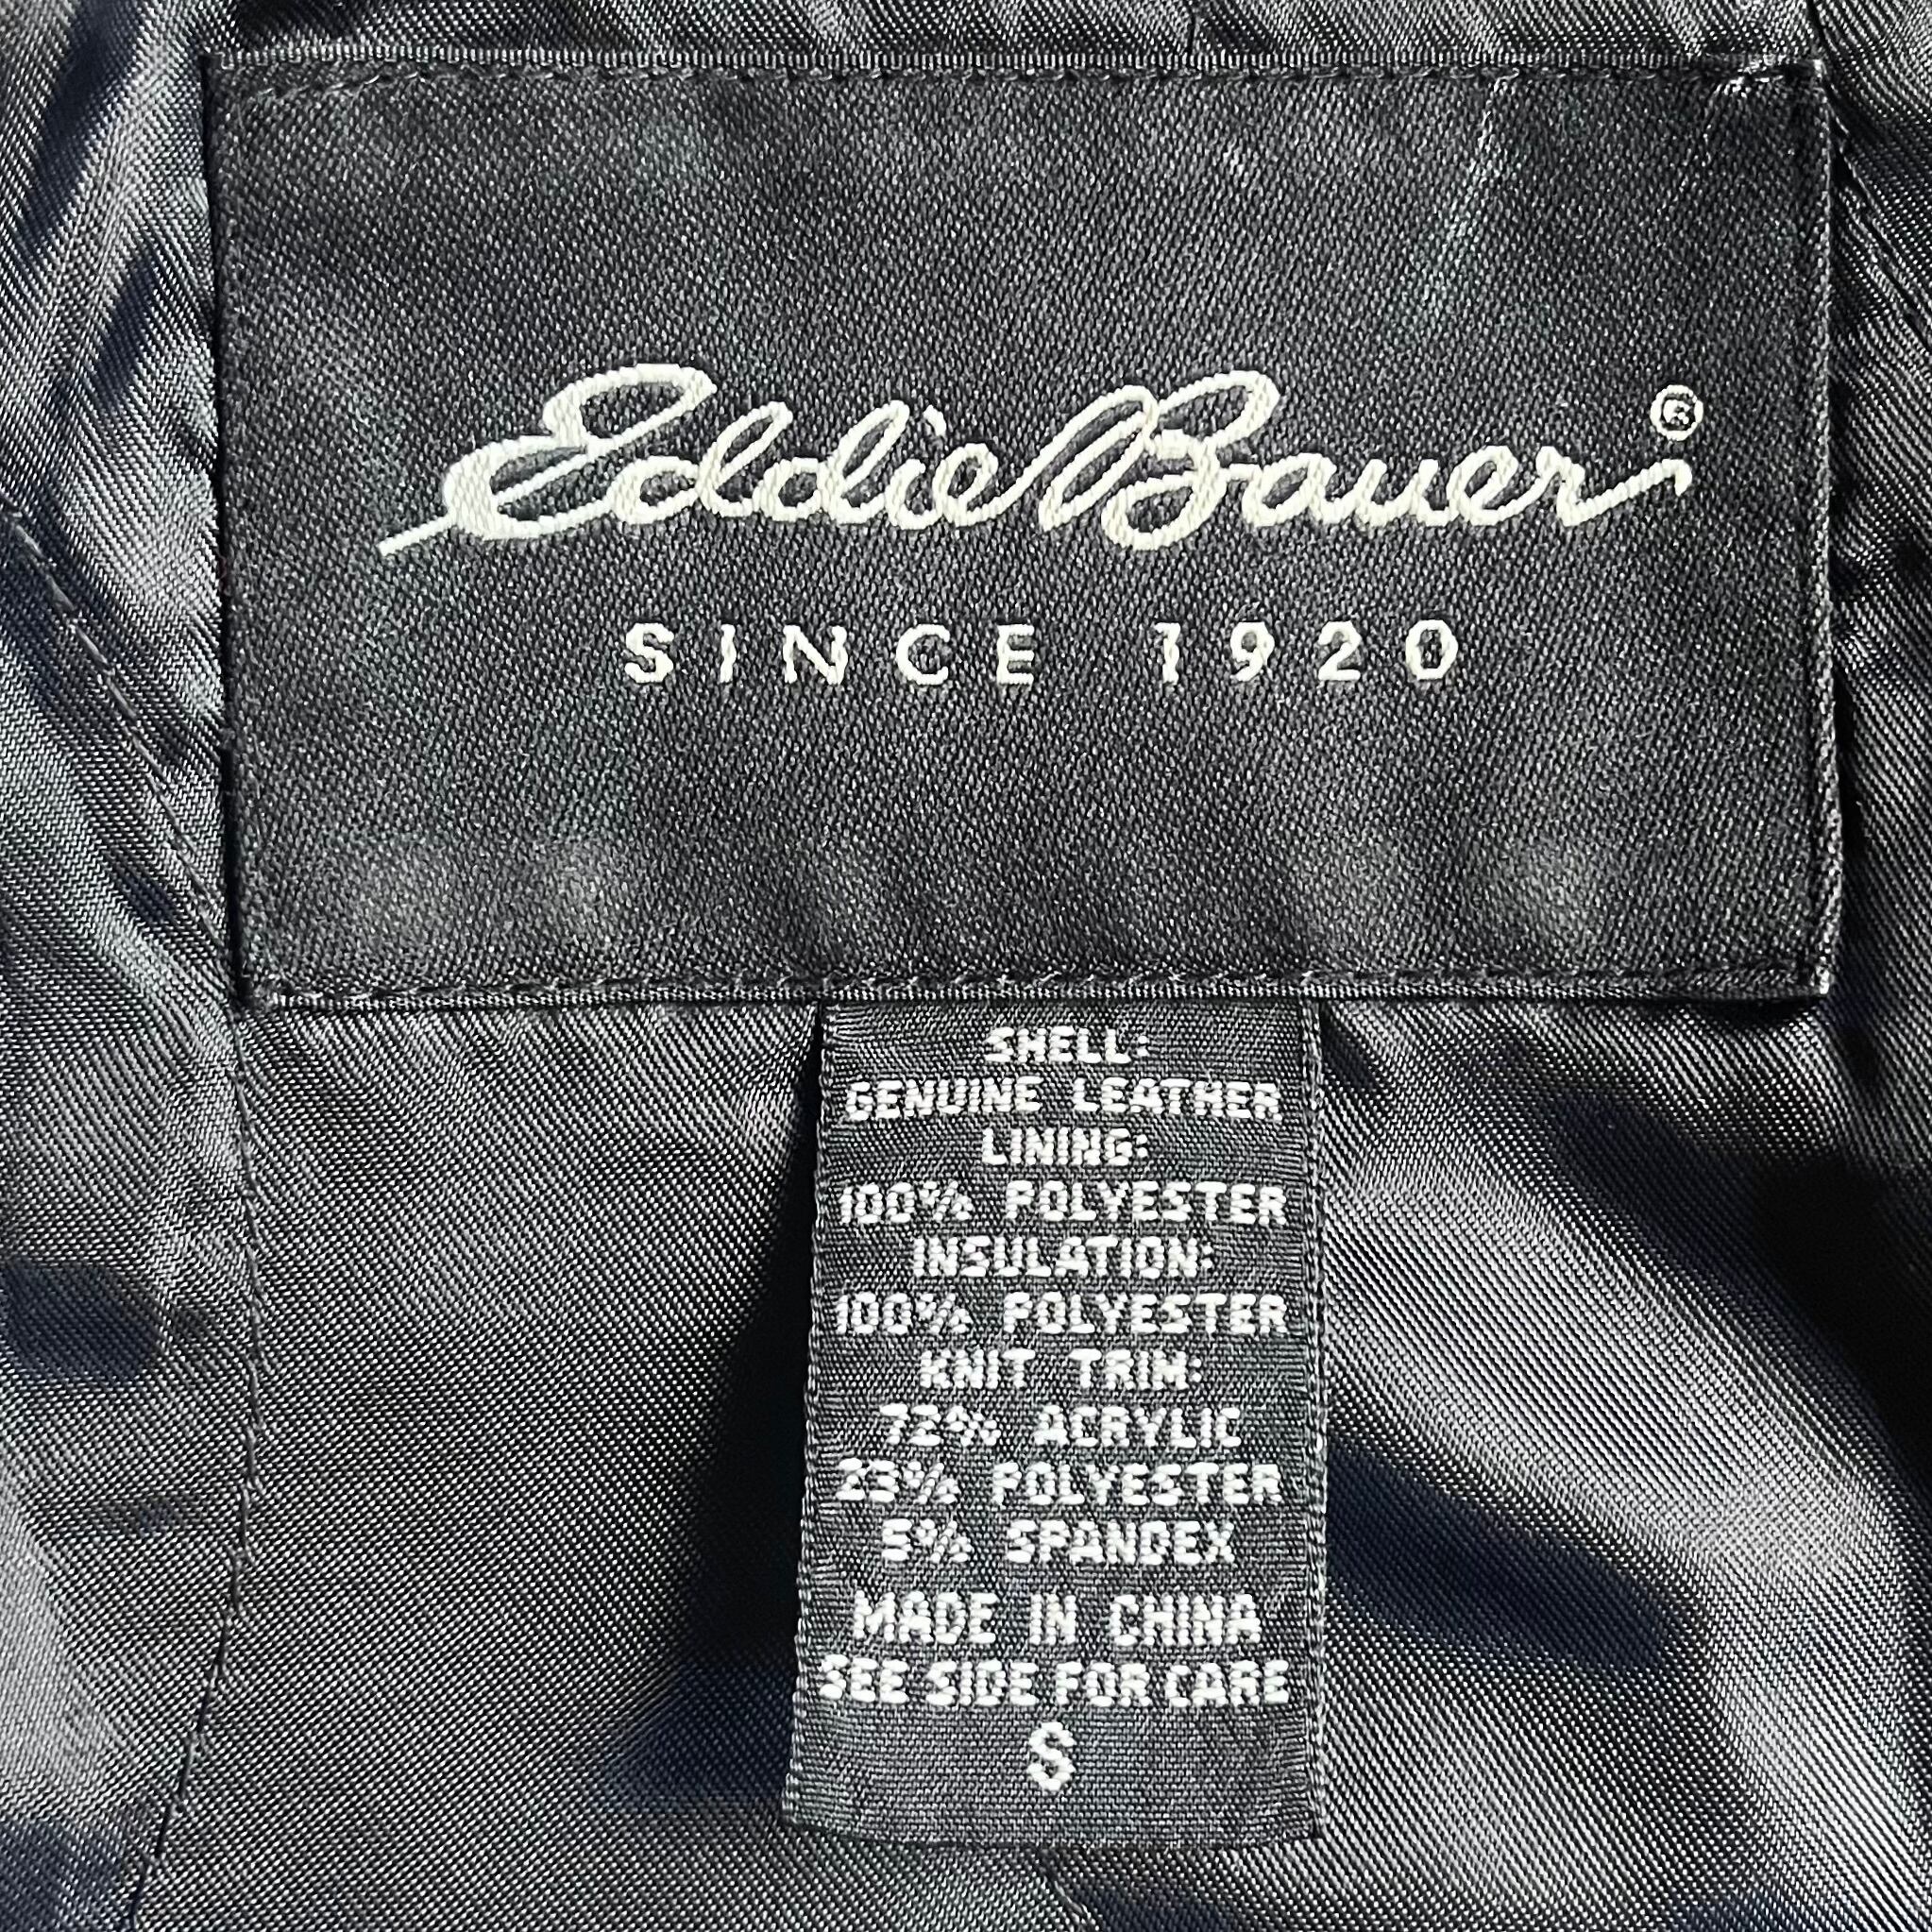 Eddie Bauer®
SINCE 1920
SHELL:
GENUINE LEATHER
LINING:
100% POLYESTER
INSULATION:
100% POLYESTER
KNIT TRIM:
72% ACRYLIC
23% POLYESTER
5% SPANDEX
MADE IN CHINA
SEE SIDE FOR CARE
S